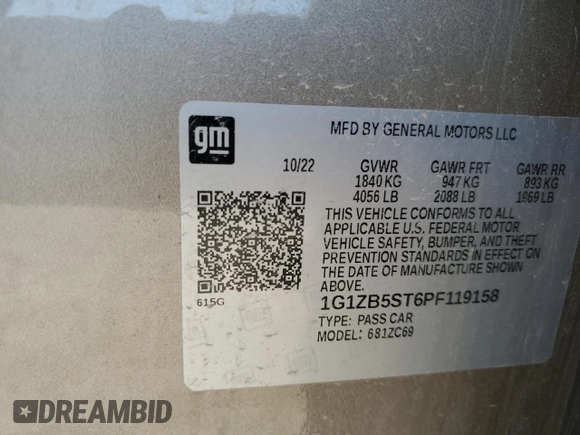 gm
MFD BY GENERAL MOTORS LLC
10/22 GVWR GAWR FRT GAWR RR
1840 KG 947 KG 893 KG
4056 LB 2088 LB 1969 LB
THIS VEHICLE CONFORMS TO ALL
APPLICABLE U.S. FEDERAL MOTOR
VEHICLE SAFETY, BUMPER, AND THEFT
PREVENTION STANDARDS IN EFFECT ON
THE DATE OF MANUFACTURE SHOWN
ABOVE.
615G
1G1ZB5ST6PF119158
TYPE: PASS CAR
MODEL: 681ZC69
DREAMBID